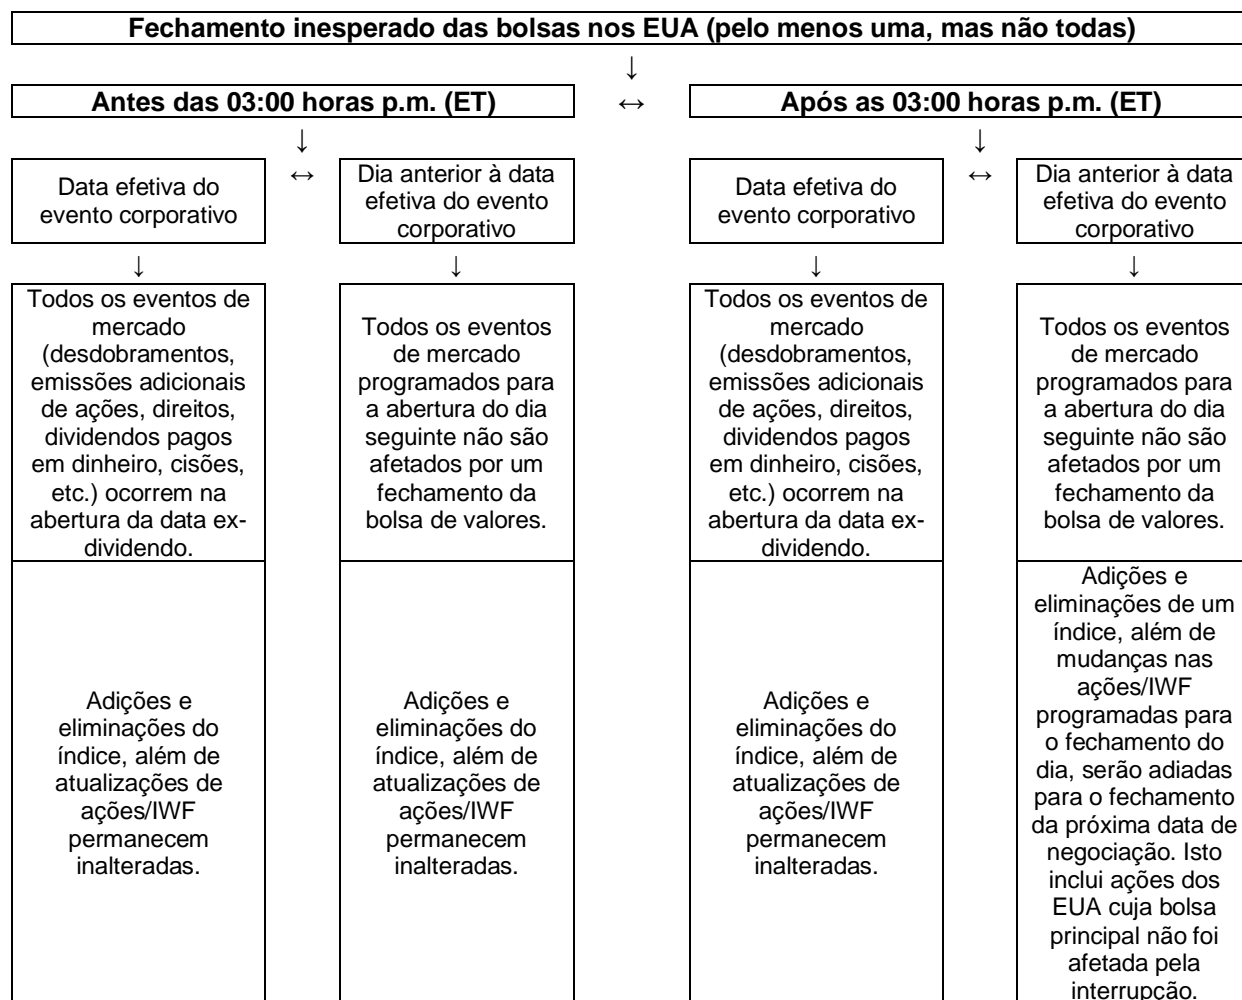 Fechamento inesperado das bolsas nos EUA (pelo menos uma, mas não todas)
↓
Antes das 03:00 horas p.m. (ET)
↔
Após as 03:00 horas p.m. (ET)
↓
↓
Data efetiva do
evento corporativo
↔
Dia anterior à data
efetiva do evento
corporativo
Data efetiva do
evento corporativo
↔
Dia anterior à data
efetiva do evento
corporativo
↓
↓
↓
↓
Todos os eventos de
mercado
(desdobramentos,
emissões adicionais
de ações, direitos,
dividendos pagos
em dinheiro, cisões,
etc.) ocorrem na
abertura da data ex-
dividendo.
Todos os eventos
de mercado
programados para
a abertura do dia
seguinte não são
afetados por um
fechamento da
bolsa de valores.
Todos os eventos de
mercado
(desdobramentos,
emissões adicionais
de ações, direitos,
dividendos pagos
em dinheiro, cisões,
etc.) ocorrem na
abertura da data ex-
dividendo.
Todos os eventos
de mercado
programados para
a abertura do dia
seguinte não são
afetados por um
fechamento da
bolsa de valores.
Adições e
eliminações do
índice, além de
atualizações de
ações/IWF
permanecem
inalteradas.
Adições e
eliminações do
índice, além de
atualizações de
ações/IWF
permanecem
inalteradas.
Adições e
eliminações do
índice, além de
atualizações de
ações/IWF
permanecem
inalteradas.
Adições e
eliminações de um
índice, além de
mudanças nas
ações/IWF
programadas para
o fechamento do
dia, serão adiadas
para o fechamento
da próxima data de
negociação. Isto
inclui ações dos
EUA cuja bolsa
principal não foi
afetada pela
interrupção.